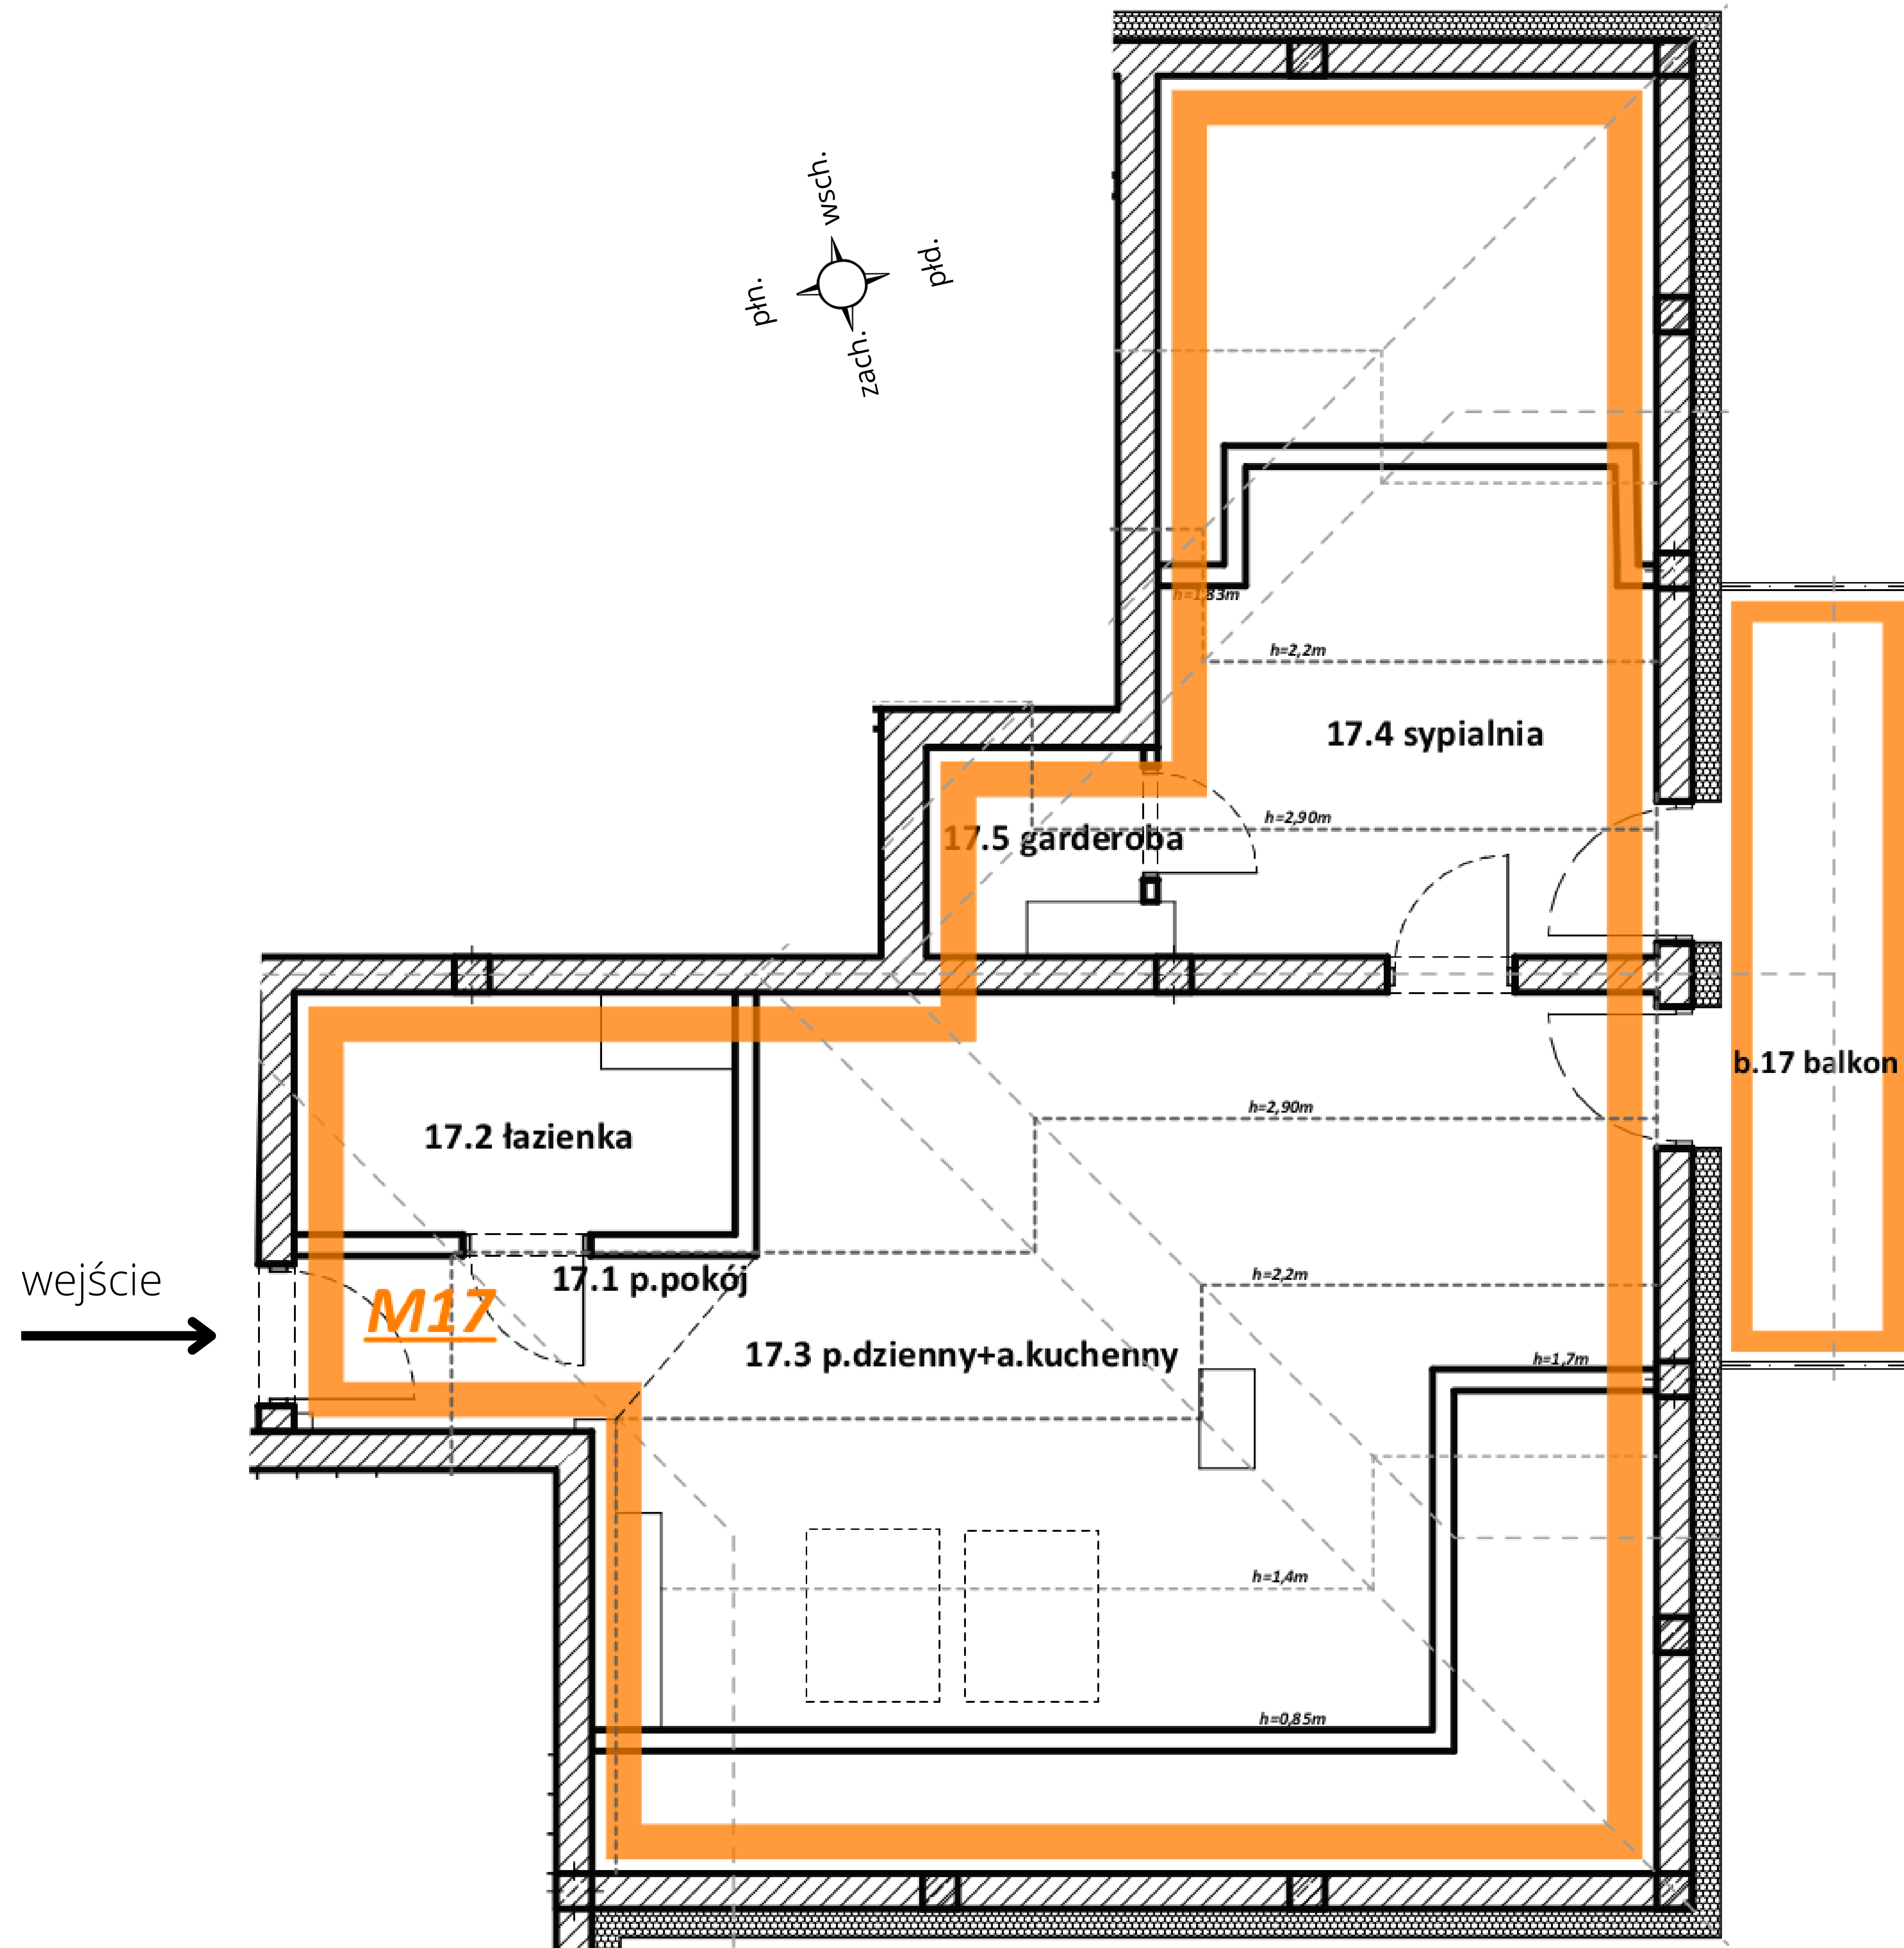 wsch.
płd.
płn.
zach.
h=1,83m
h=2,2m
17.4 sypialnia
h=2,90m
17.5 garderoba
b.17 balkon
h=2,90m
17.2 łazienka
wejście
17.1 p.pokój
h=2,2m
M17
17.3 p.dzienny+a.kuchenny
h=1,7m
h=1,4m
h=0,85m